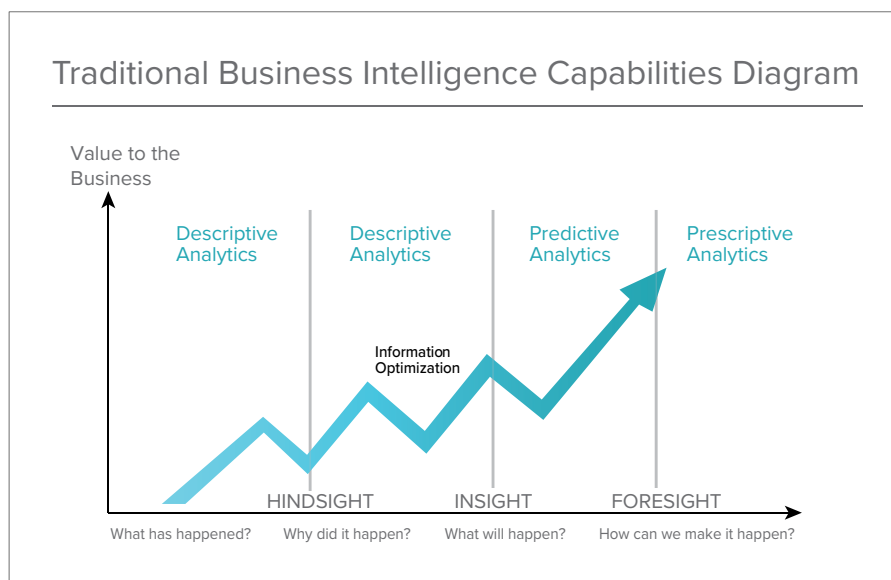 Traditional Business Intelligence Capabilities Diagram
Value to the
Business
Descriptive
Analytics
Descriptive
Analytics
Predictive
Analytics
Prescriptive
Analytics
Information
Optimization
HINDSIGHT
INSIGHT
FORESIGHT
What has happened?
Why did it happen?
What will happen?
How can we make it happen?